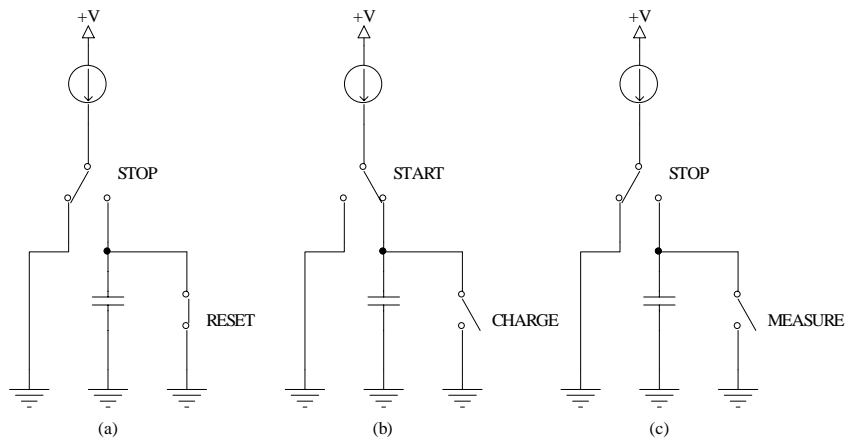 +V +V +V
STOP START STOP
RESET CHARGE MEASURE
(a) (b) (c)